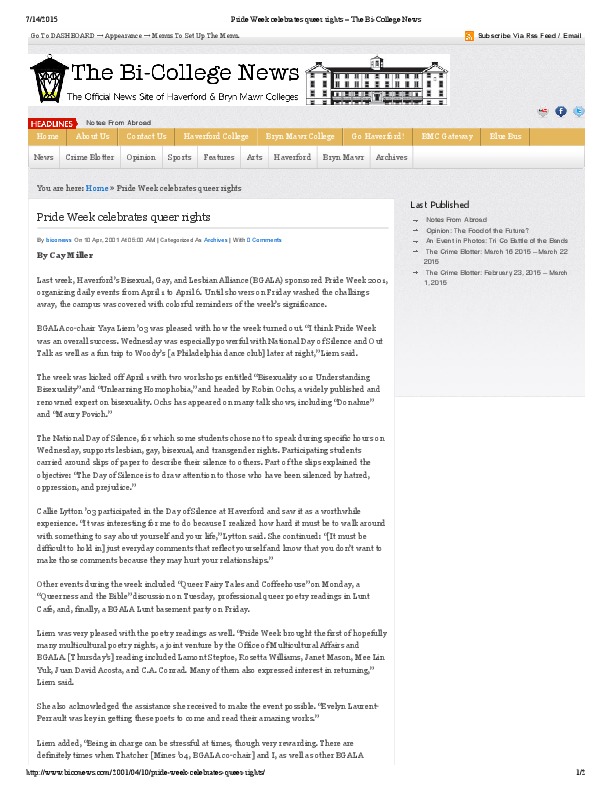 7/14/2015 Pride Week celebrates queer rights – The Bi-College News
Go To DASHBOARD → Appearance → Menus To Set Up The Menu.
Subscribe Via Rss Feed / Email
The Bi-College News
The Official News Site of Haverford & Bryn Mawr Colleges
HEADLINES Notes From Abroad
Home About Us Contact Us Haverford College Bryn Mawr College Go Haverford! BMC Gateway Blue Bus
News Crime Blotter Opinion Sports Features Arts Haverford Bryn Mawr Archives
You are here: Home » Pride Week celebrates queer rights
Pride Week celebrates queer rights
By biconews On 10 Apr, 2001 At 05:00 AM | Categorized As Archives | With 0 Comments
By Cay Miller
Last week, Haverford's Bisexual, Gay, and Lesbian Alliance (BGALA) sponsored Pride Week 2001,
organizing daily events from April 1 to April 6. Until showers on Friday washed the chalkings
away, the campus was covered with colorful reminders of the week's significance.
BGALA co-chair Yaya Liem '03 was pleased with how the week turned out. "I think Pride Week
was an overall success. Wednesday was especially powerful with National Day of Silence and Out
Talk as well as a fun trip to Woody's [a Philadelphia dance club] later at night," Liem said.
The week was kicked off April 1 with two workshops entitled "Bisexuality 101: Understanding
Bisexuality" and "Unlearning Homophobia," and headed by Robin Ochs, a widely published and
renowned expert on bisexuality. Ochs has appeared on many talk shows, including "Donahue"
and "Maury Povich."
The National Day of Silence, for which some students chose not to speak during specific hours on
Wednesday, supports lesbian, gay, bisexual, and transgender rights. Participating students
carried around slips of paper to describe their silence to others. Part of the slips explained the
objective: "The Day of Silence is to draw attention to those who have been silenced by hatred,
oppression, and prejudice."
Callie Lytton '03 participated in the Day of Silence at Haverford and saw it as a worthwhile
experience. "It was interesting for me to do because I realized how hard it must be to walk around
with something to say about yourself and your life," Lytton said. She continued: "[It must be
difficult to hold in] just everyday comments that reflect yourself and know that you don't want to
make those comments because they may hurt your relationships."
Other events during the week included "Queer Fairy Tales and Coffeehouse" on Monday, a
"Queerness and the Bible" discussion on Tuesday, professional queer poetry readings in Lunt
Café, and, finally, a BGALA Lunt basement party on Friday.
Liem was very pleased with the poetry readings as well. "Pride Week brought the first of hopefully
many multicultural poetry nights, a joint venture by the Office of Multicultural Affairs and
BGALA. [Thursday's] reading included Lamont Steptoe, Rosetta Williams, Janet Mason, Mee Lin
Yuk, Juan David Acosta, and C.A. Conrad. Many of them also expressed interest in returning,"
Liem said.
She also acknowledged the assistance she received to make the event possible. "Evelyn Laurent-
Perrault was key in getting these poets to come and read their amazing works."
Liem added, "Being in charge can be stressful at times, though very rewarding. There are
definitely times when Thatcher [Mines '04, BGALA co-chair] and I, as well as other BGALA
Last Published
Notes From Abroad
Opinion: The Food of the Future?
An Event in Photos: Tri Co Battle of the Bands
The Crime Blotter: March 16 2015 – March 22
2015
The Crime Blotter: February 23, 2015 – March
1, 2015
http://www.biconews.com/2001/04/10/pride-week-celebrates-queer-rights/ 1/2